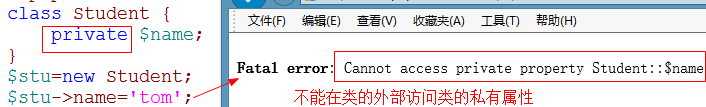 class Student {
private $name;
}
$stu=new Student;
$stu->name='tom';
文件(F) 编辑(E) 查看(V) 收藏夹(A) 工具(T) 帮助(H)
Fatal error: Cannot access private property Student::$name
不能在类的外部访问类的私有属性